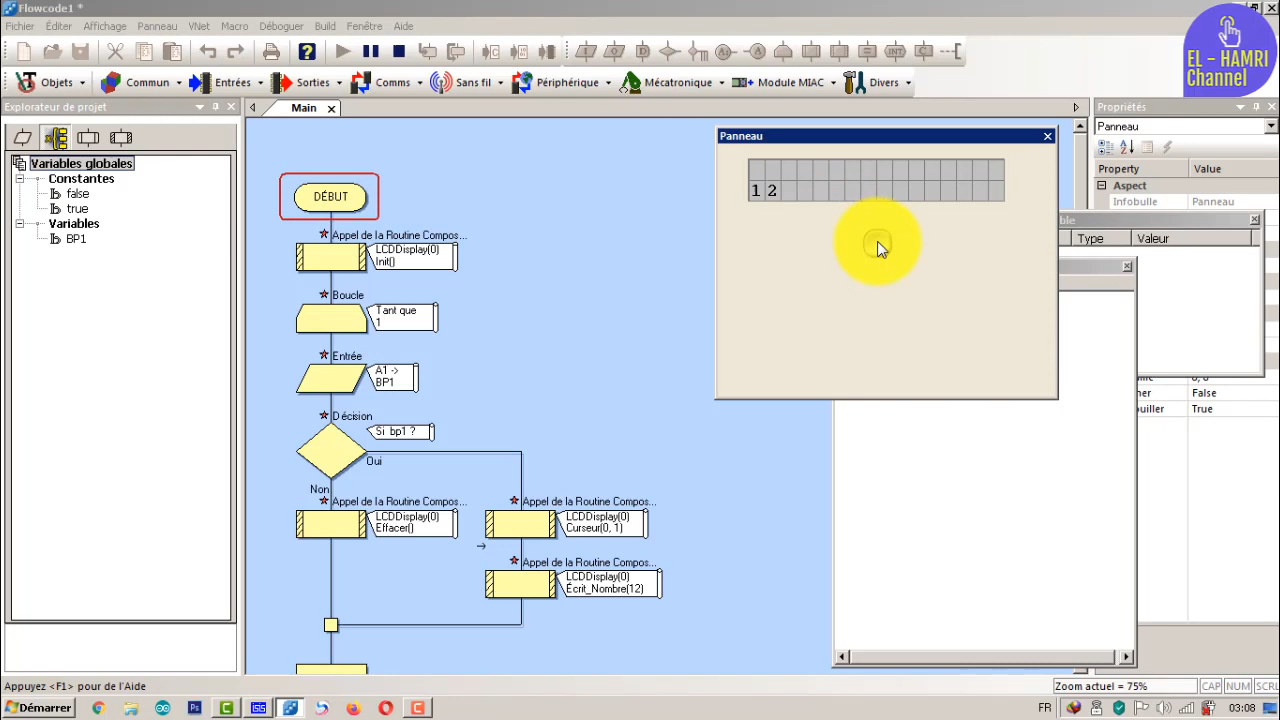 Flowcode1 *
Fichier Éditer Affichage Panneau VNet Macro Déboguer Build Fenêtre Aide
EL - HAMRI
Channel
Objets Commun Entrées Sorties Comms Sans fil Périphérique Mécatronique Module MIAC Divers
Explorateur de projet
Main
Propriétés
Panneau
Panneau
Property Value
Aspect
Infobulle Panneau
Variables globales
Constantes
false
true
Variables
BP1
12
DÉBUT
Appel de la Routine Compos...
LCDDisplay(0)
Init()
Boucle
Tant que
1
Entrée
A1 ->
BP1
Décision
Si bp1 ?
Oui
Non
Appel de la Routine Compos...
LCDDisplay(0)
Effacer()
Appel de la Routine Compos...
LCDDisplay(0)
Curseur(0, 1)
Appel de la Routine Compos...
LCDDisplay(0)
Écrit_Nombre(12)
Type Valeur
False
True
Appuyez <F1> pour de l'Aide
Zoom actuel = 75% CAP NUM SCRL
Démarrer
FR
03:08